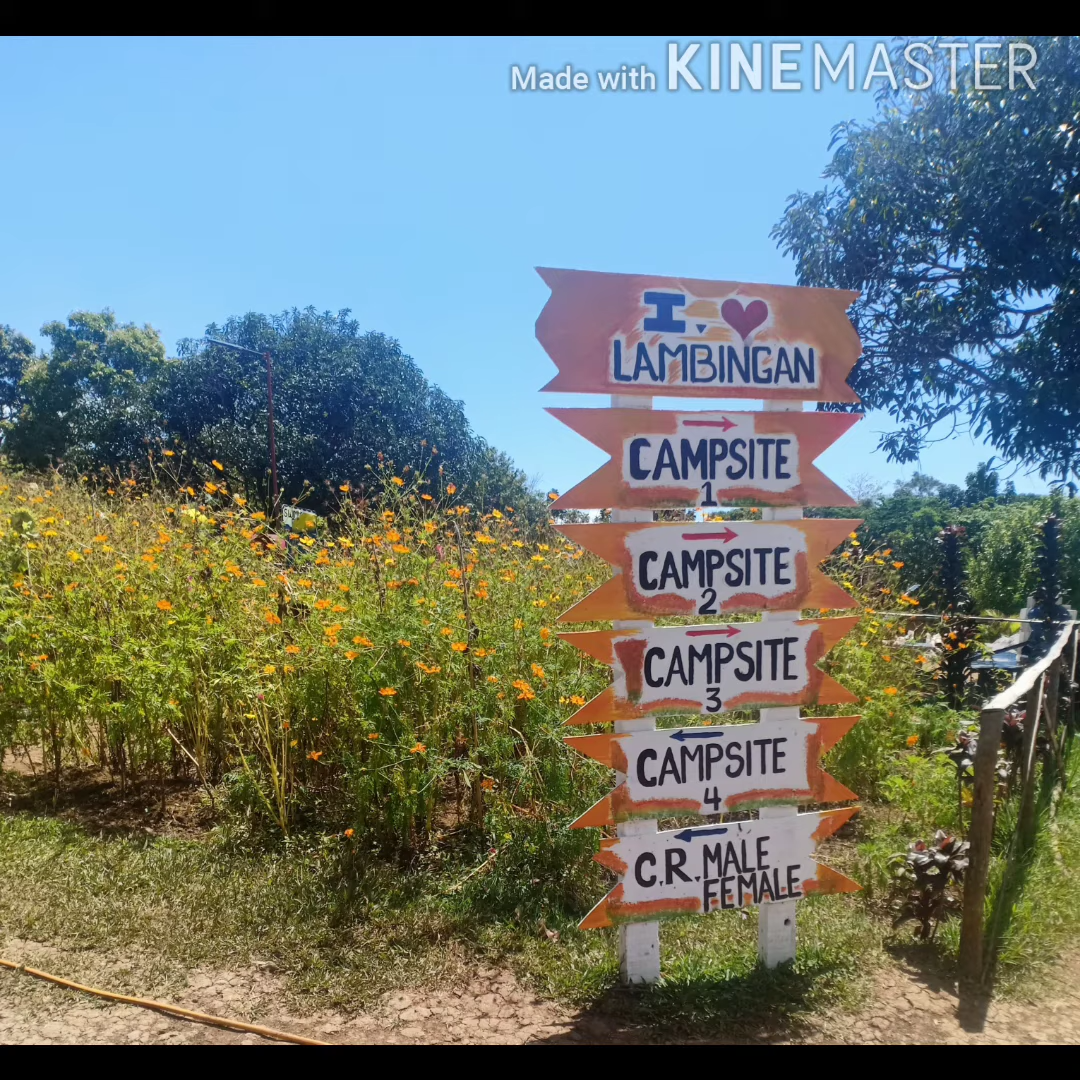 Made with KINEMASTER
I ❤
LAMBINGAN
→
CAMPSITE
1
→
CAMPSITE
2
→
CAMPSITE
3
←
CAMPSITE
4
←
C.R. MALE
FEMALE